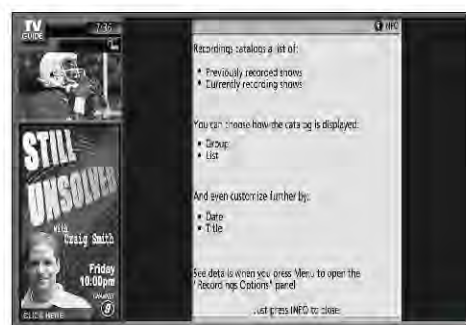 TV
GUIDE
7:36
INFO
Recordings catalogs a list of:
• Previously recorded shows
• Currently recording shows
You can choose how the catalog is displayed:
• Group
• List
And even customize further by:
• Date
• Title
See details when you press Menu to open the
"Recordings Options" panel
Just press INFO to close
STILL
UNSOLVED
with
Craig Smith
Friday
10:00pm
9
CLICK HERE